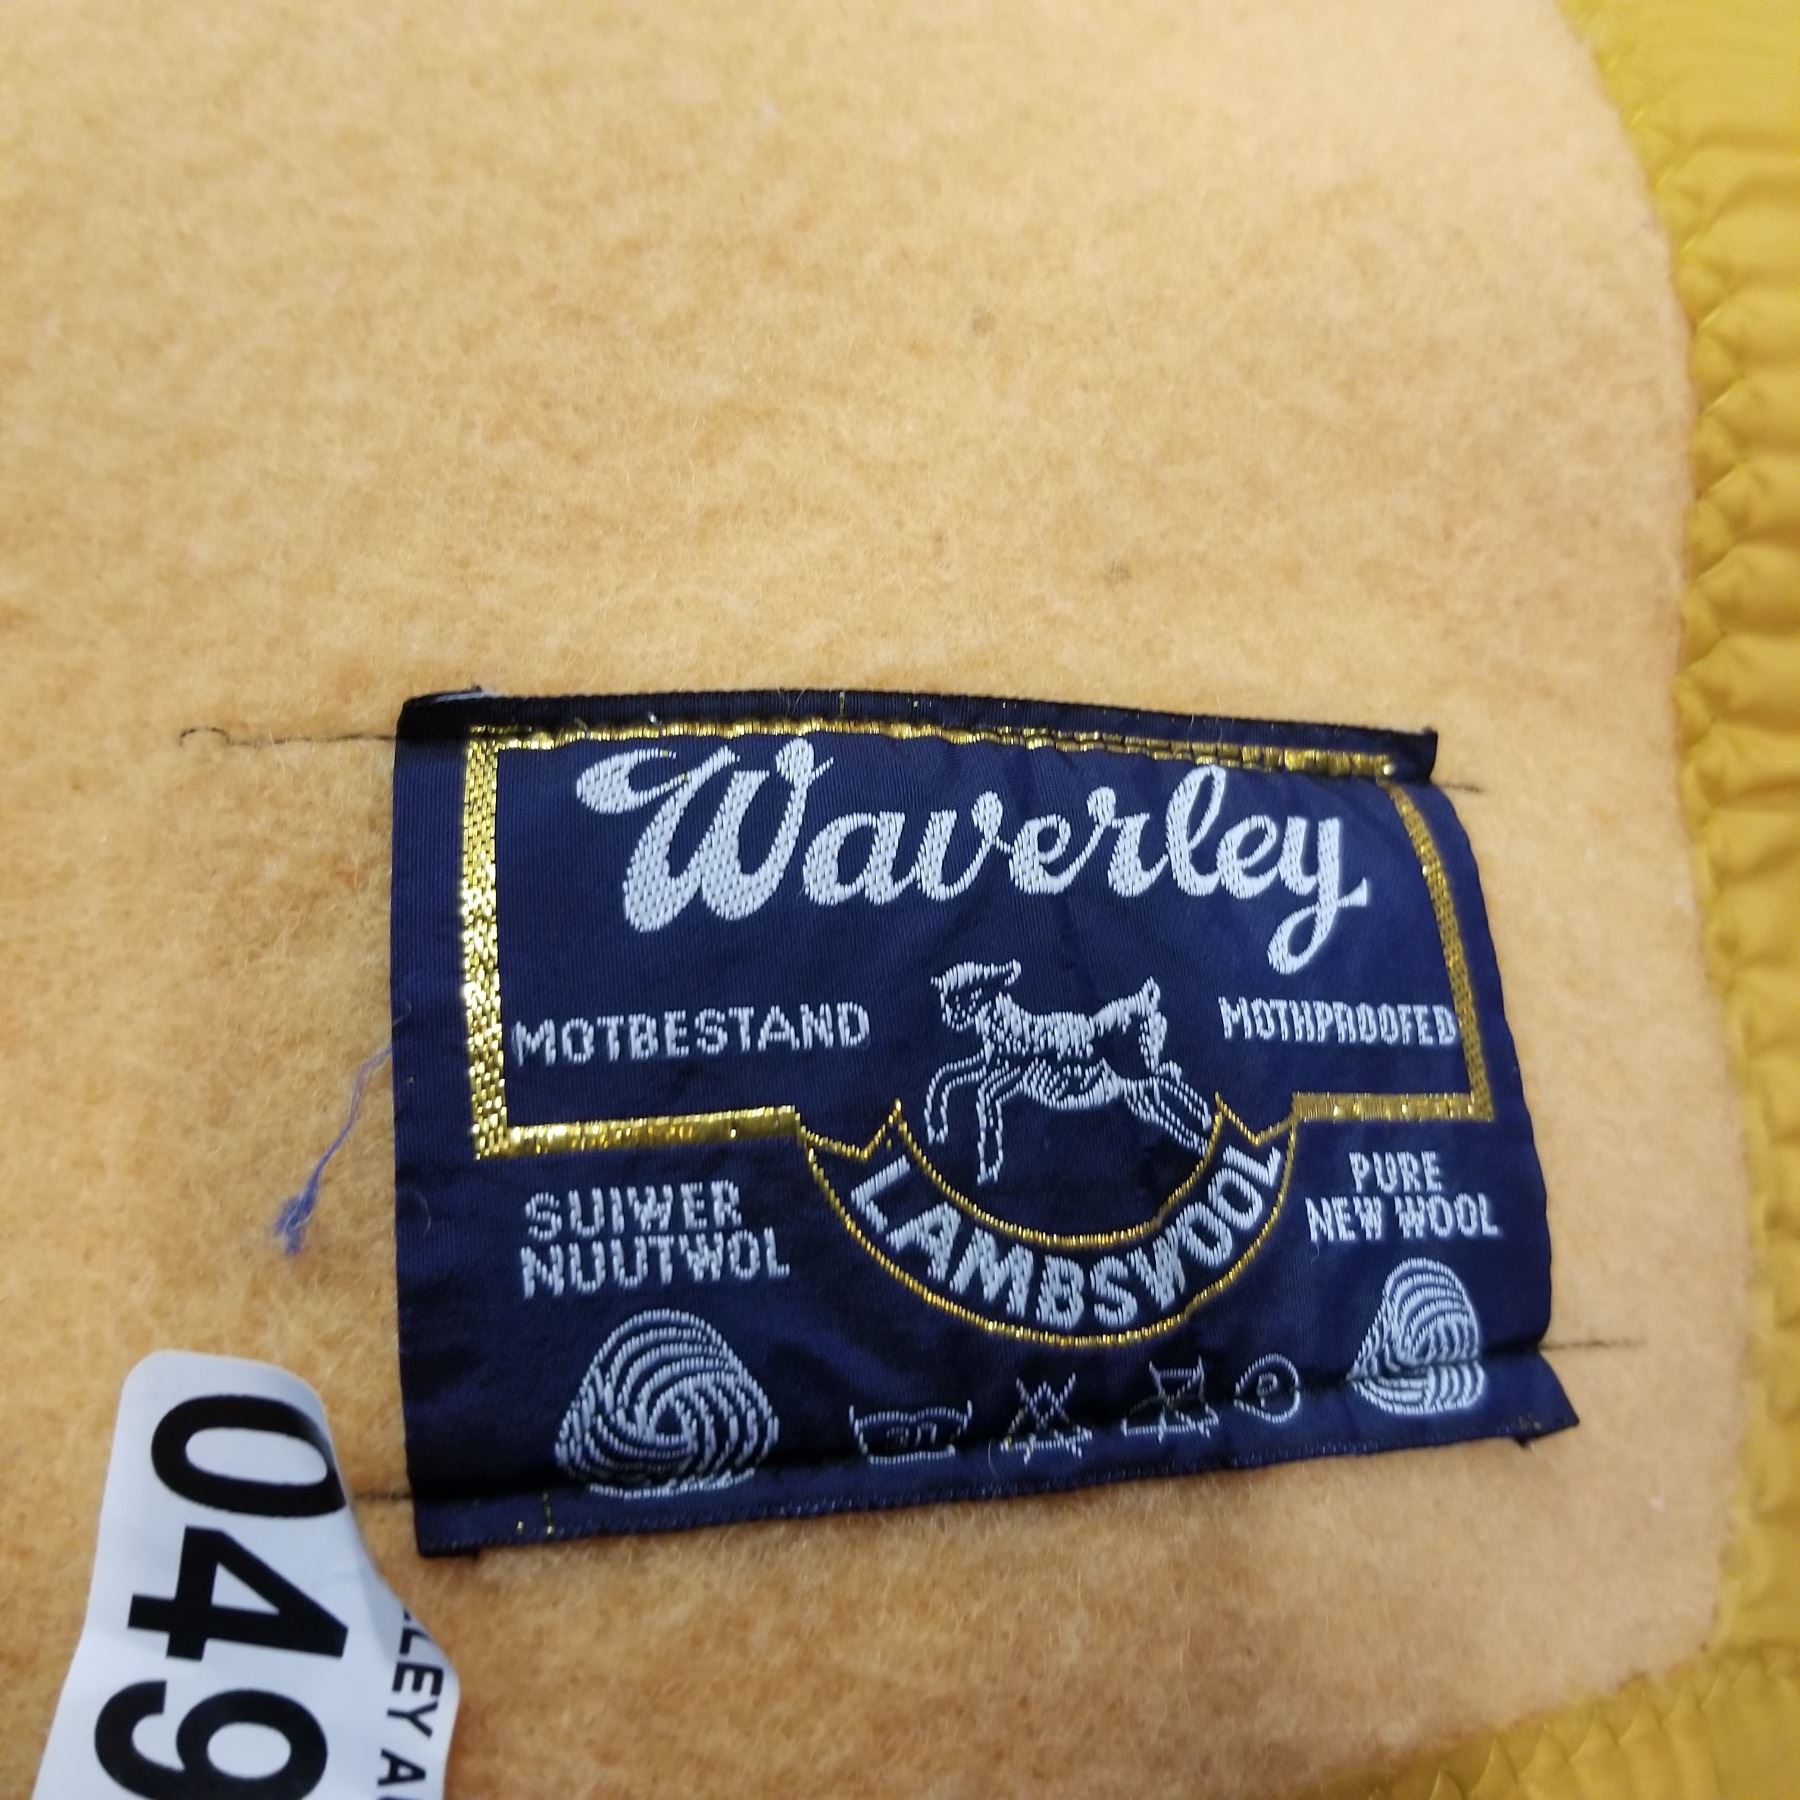 Waverley
MOTBESTAND
MOTHPROOFED
LAMBSWOOL
SUIWER
NUUTWOL
PURE
NEW WOOL
P
049